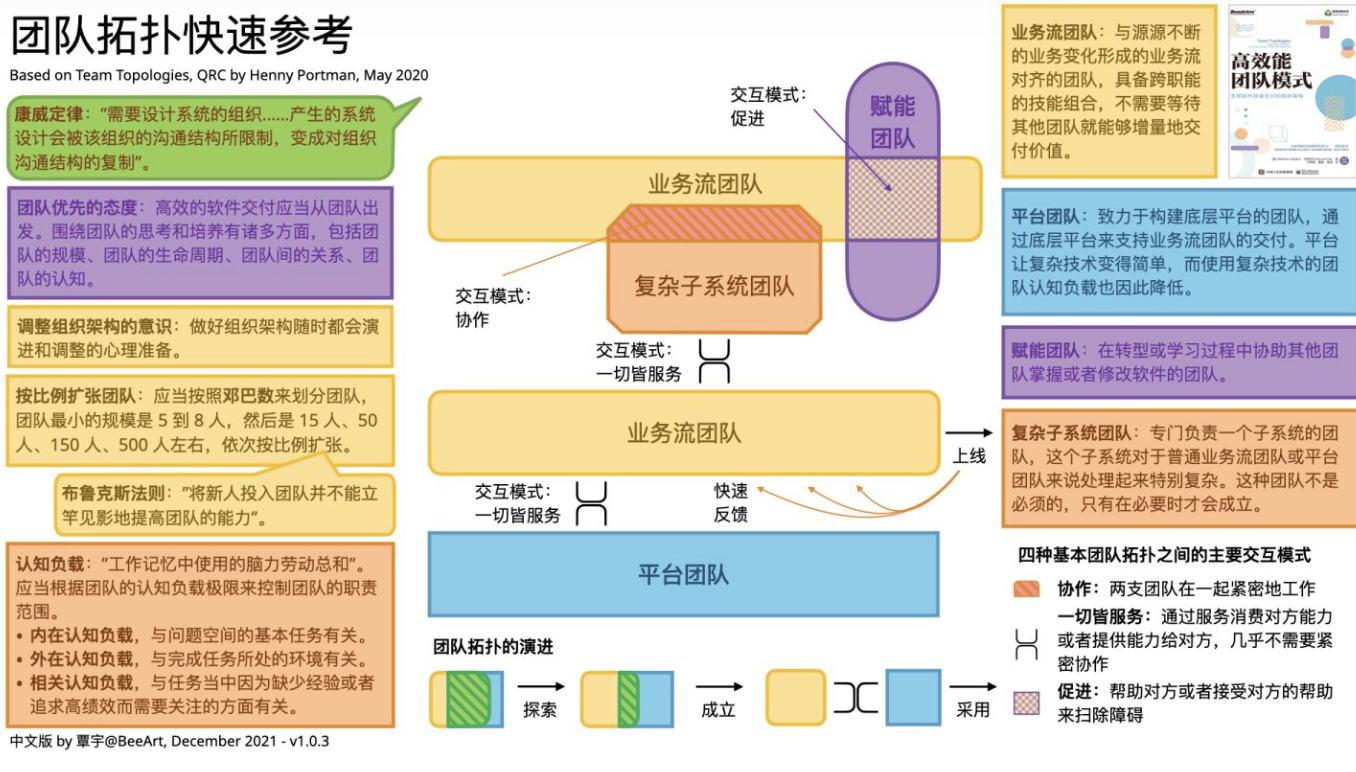 团队拓扑快速参考
Based on Team Topologies, QRC by Henny Portman, May 2020
康威定律："需要设计系统的组织……产生的系统
设计会被该组织的沟通结构所限制，变成对组织
沟通结构的复制"。
团队优先的态度：高效的软件交付应当从团队出
发。围绕团队的思考和培养有诸多方面，包括团
队的规模、团队的生命周期、团队间的关系、团
队的认知。
调整组织架构的意识：做好组织架构随时都会演
进和调整的心理准备。
按比例扩张团队：应当按照邓巴数来划分团队，
团队最小的规模是 5 到 8 人，然后是 15 人、50
人、150 人、500 人左右，依次按比例扩张。
布鲁克斯法则："将新人投入团队并不能立
竿见影地提高团队的能力"。
认知负载："工作记忆中使用的脑力劳动总和"。
应当根据团队的认知负载极限来控制团队的职责
范围。
• 内在认知负载，与问题空间的基本任务有关。
• 外在认知负载，与完成任务所处的环境有关。
• 相关认知负载，与任务当中因为缺少经验或者
追求高绩效而需要关注的方面有关。
中文版 by 覃宇@BeeArt, December 2021 - v1.0.3
交互模式：
促进
赋能
团队
业务流团队
复杂子系统团队
交互模式：
协作
交互模式：
一切皆服务
业务流团队
上线
交互模式：
一切皆服务
快速
反馈
平台团队
团队拓扑的演进
探索
成立
采用
业务流团队：与源源不断
的业务变化形成的业务流
对齐的团队，具备跨职能
的技能组合，不需要等待
其他团队就能够增量地交
付价值。
Team Topologies
高效能
团队模式
平台团队：致力于构建底层平台的团队，通
过底层平台来支持业务流团队的交付。平台
让复杂技术变得简单，而使用复杂技术的团
队认知负载也因此降低。
赋能团队：在转型或学习过程中协助其他团
队掌握或者修改软件的团队。
复杂子系统团队：专门负责一个子系统的团
队，这个子系统对于普通业务流团队或平台
团队来说处理起来特别复杂。这种团队不是
必须的，只有在必要时才会成立。
四种基本团队拓扑之间的主要交互模式
协作：两支团队在一起紧密地工作
一切皆服务：通过服务消费对方能力
或者提供能力给对方，几乎不需要紧
密协作
促进：帮助对方或者接受对方的帮助
来扫除障碍